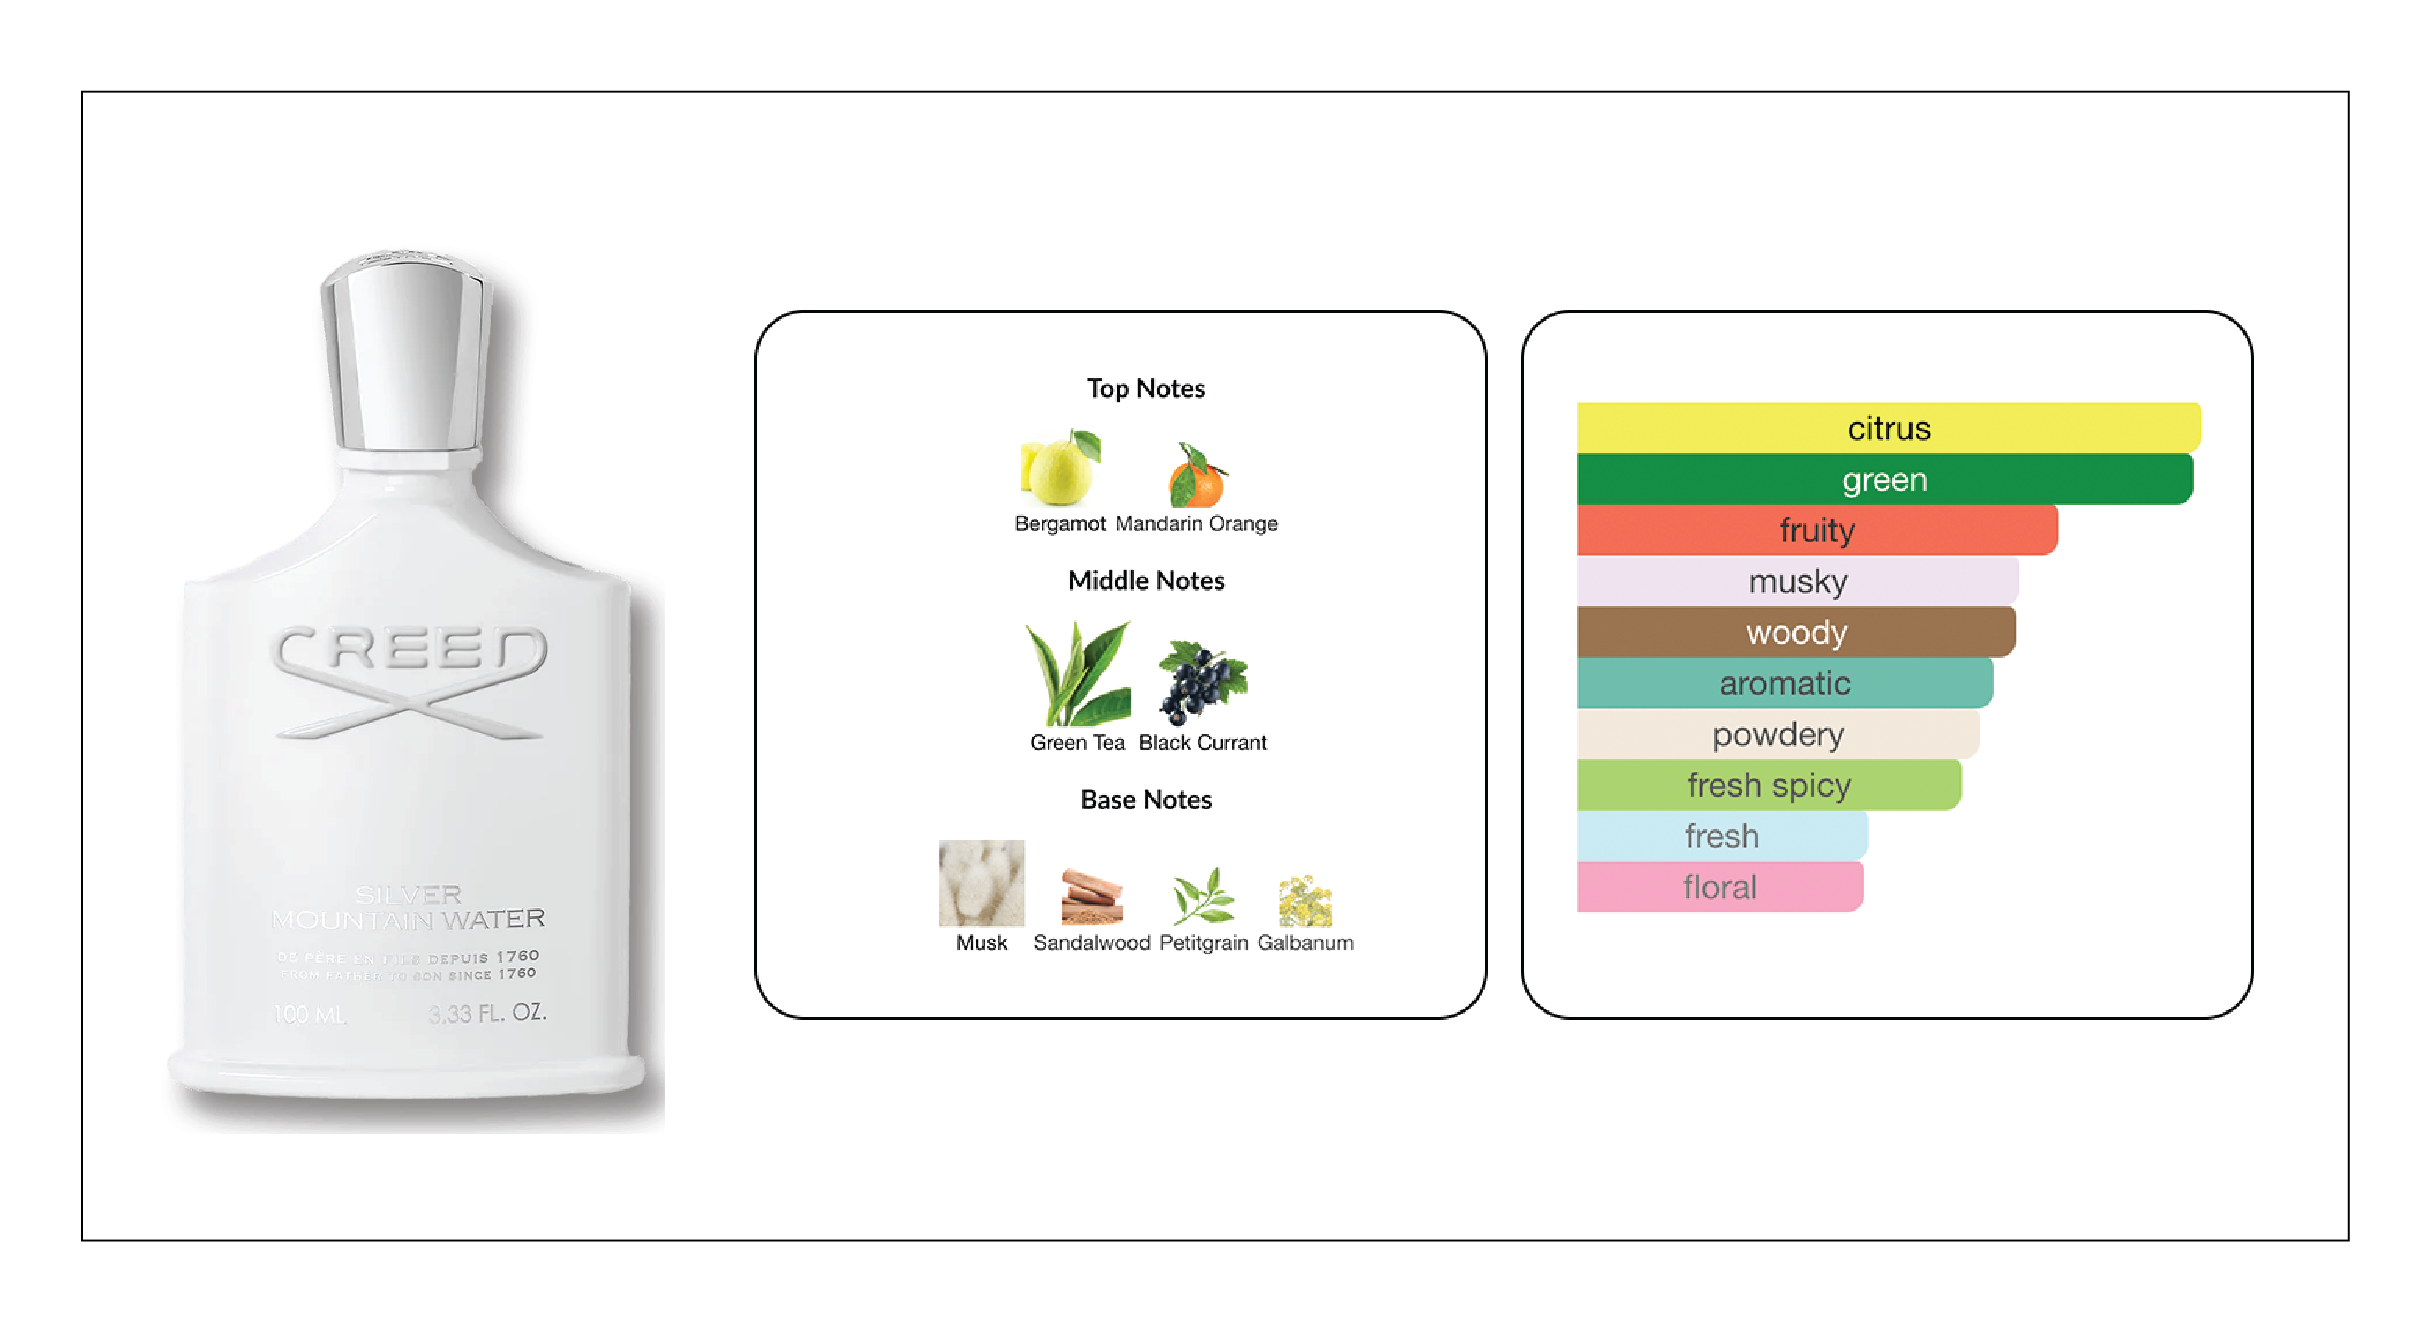 CREED
SILVER
MOUNTAIN WATER
DE PÈRE EN FILS DEPUIS 1760
FROM FATHER TO SON SINCE 1760
100 ML 3.33 FL. OZ.
Top Notes
Bergamot Mandarin Orange
Middle Notes
Green Tea Black Currant
Base Notes
Musk Sandalwood Petitgrain Galbanum
citrus
green
fruity
musky
woody
aromatic
powdery
fresh spicy
fresh
floral